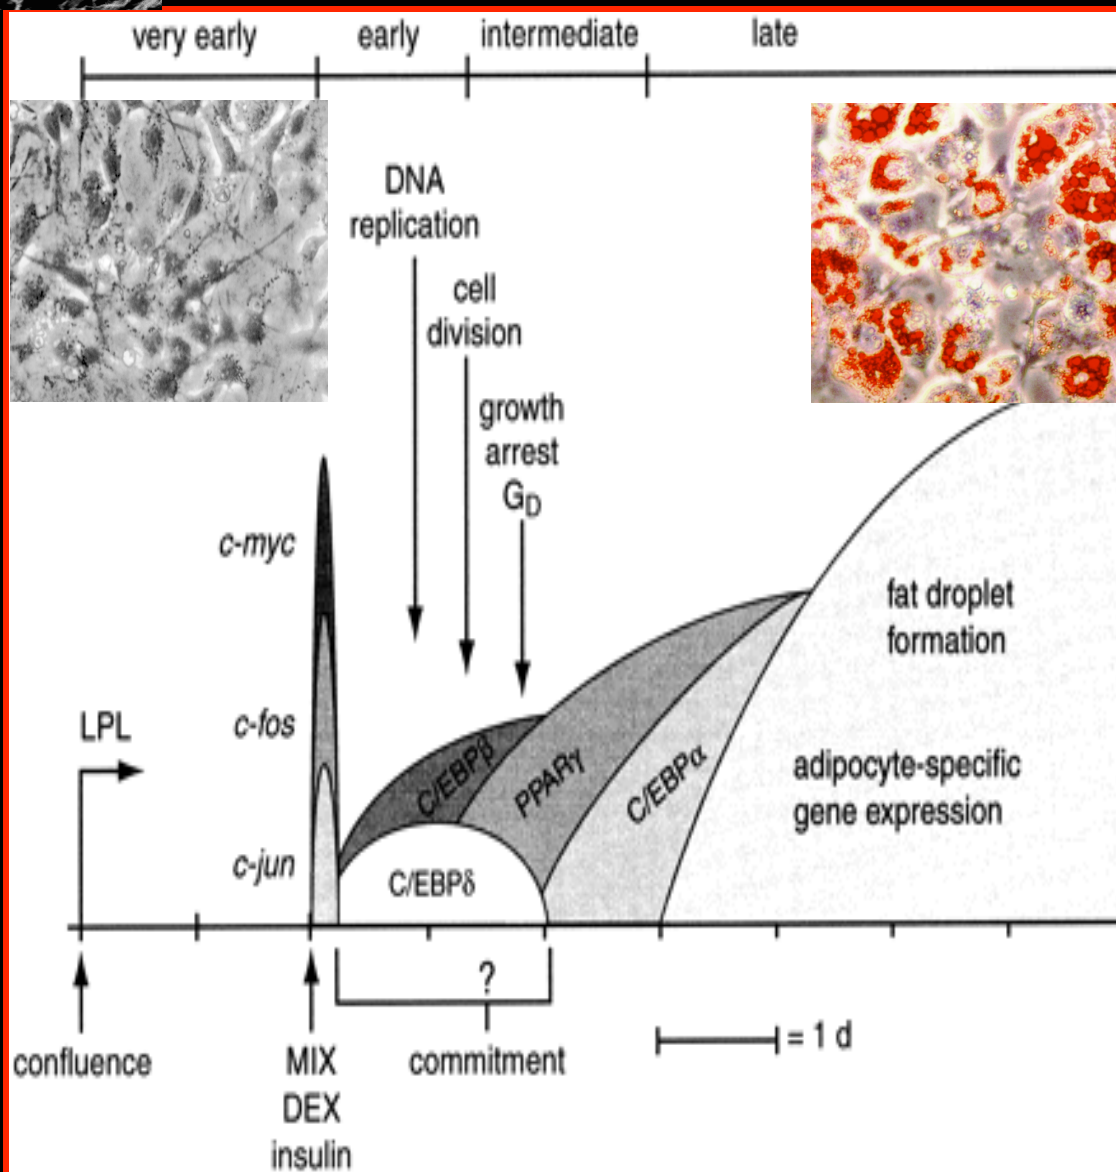 very early early intermediate late
DNA
replication
cell
division
growth
arrest
G_D
c-myc
c-fos
c-jun
LPL
C/EBPβ
PPARγ
C/EBPα
C/EBPδ
fat droplet
formation
adipocyte-specific
gene expression
?
confluence
MIX
DEX
insulin
commitment
= 1 d